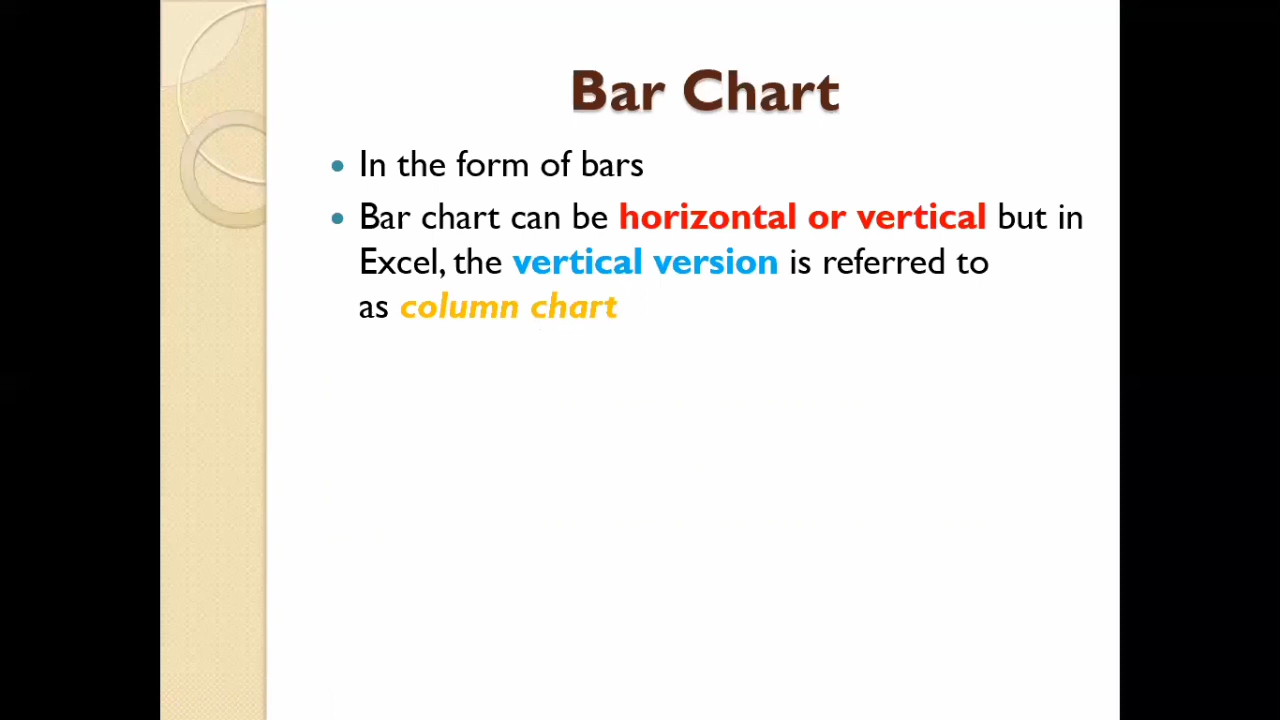 Bar Chart
• In the form of bars
• Bar chart can be horizontal or vertical but in
Excel, the vertical version is referred to
as column chart